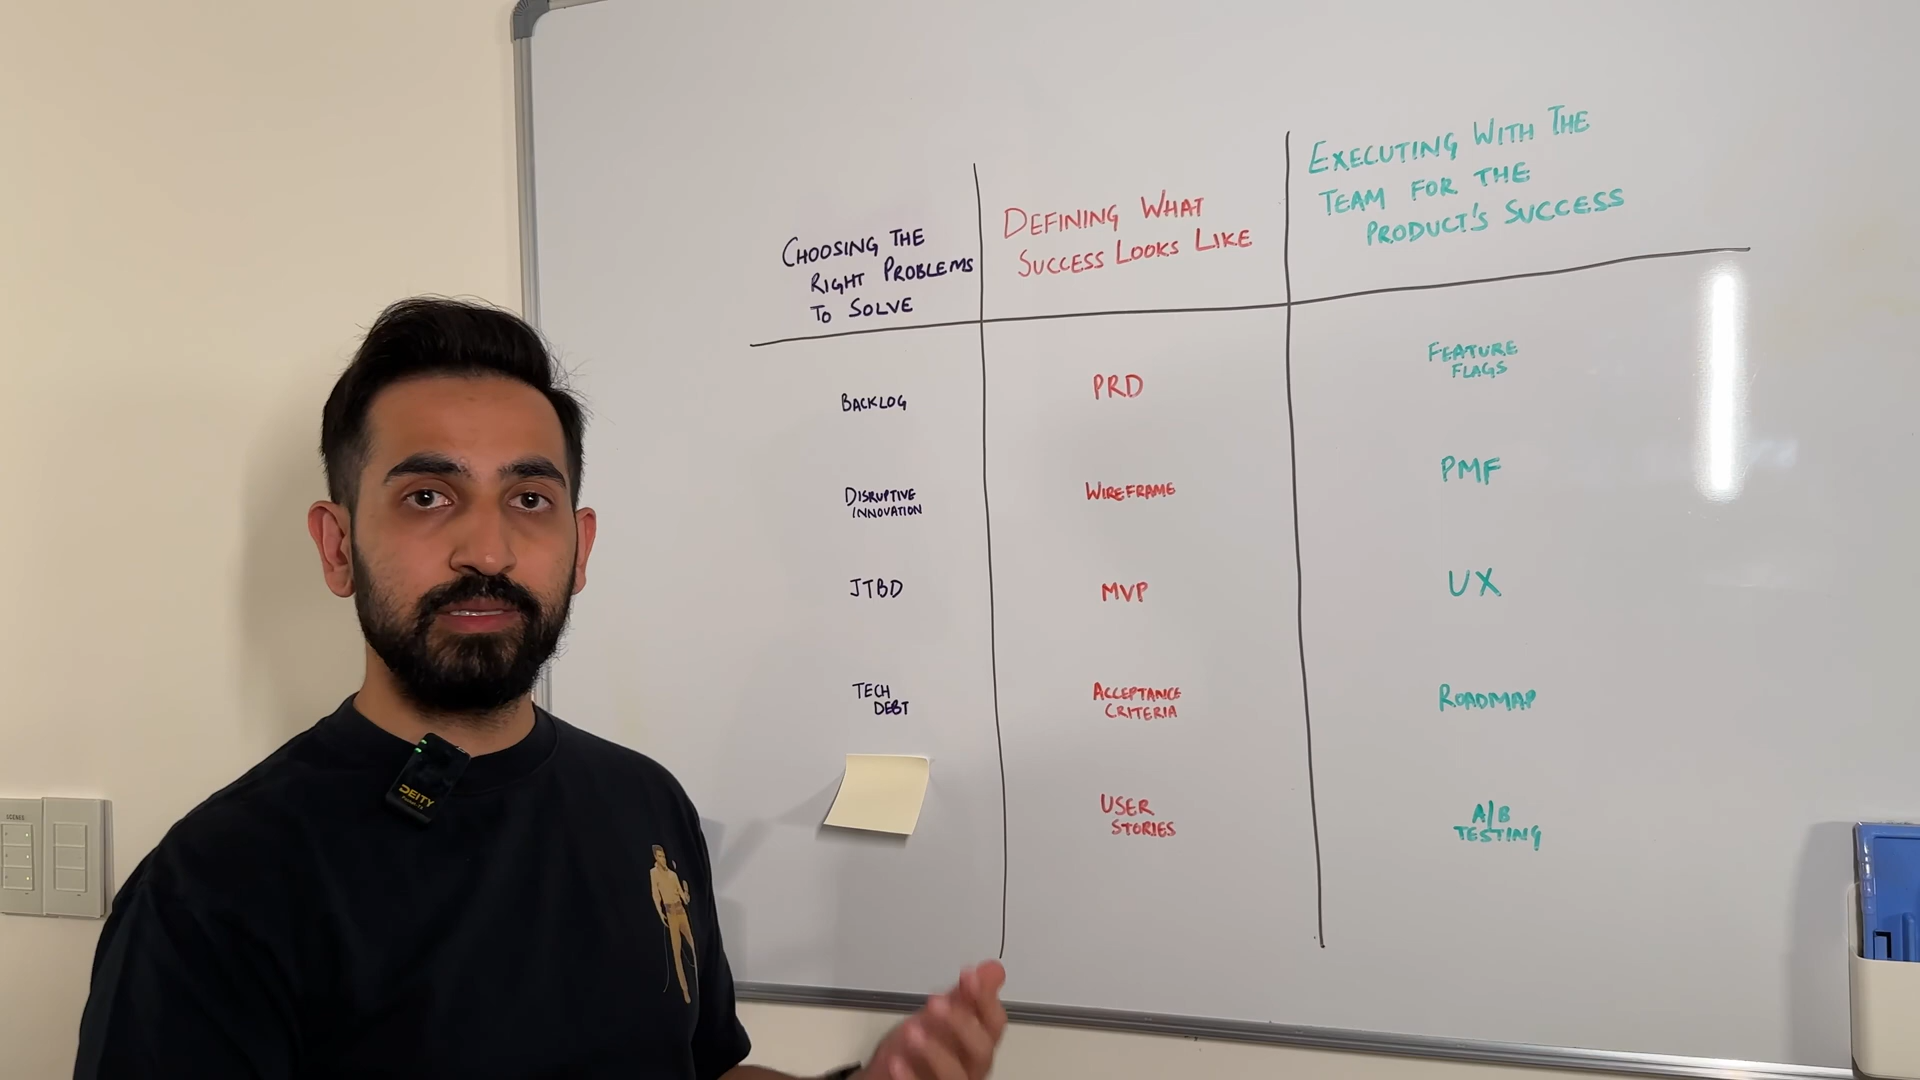 CHOOSING THE
RIGHT PROBLEMS
TO SOLVE
BACKLOG
DISRUPTIVE
INNOVATION
JTBD
TECH
DEBT
DEFINING WHAT
SUCCESS LOOKS LIKE
PRD
WIREFRAME
MVP
ACCEPTANCE
CRITERIA
USER
STORIES
EXECUTING WITH THE
TEAM FOR THE
PRODUCT'S SUCCESS
FEATURE
FLAGS
PMF
UX
ROADMAP
A/B
TESTING
DEITY
SCENES